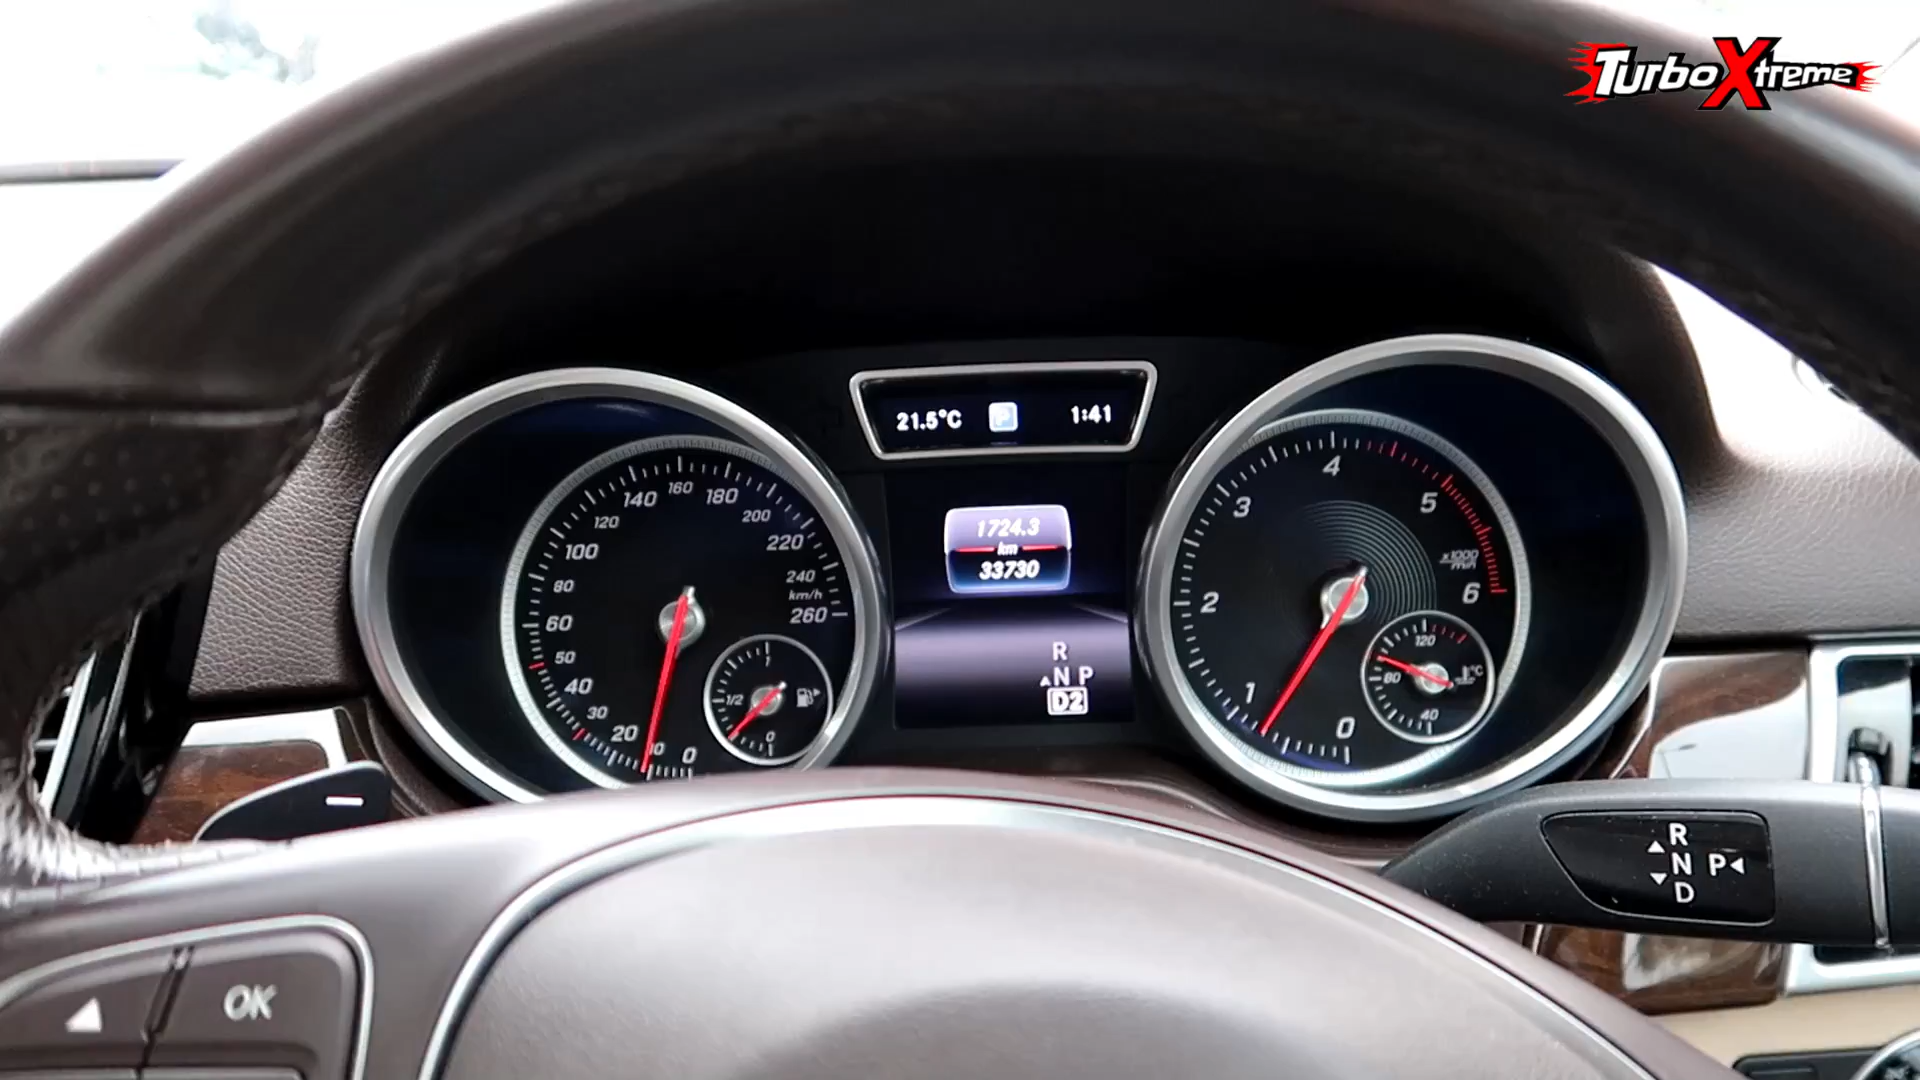 TurboXtreme
21.5°C P 1:41
1724.3
km
33730
R
N P
D2
0
10
20
30
40
50
60
80
100
120
140
160
180
200
220
240
km/h
260
1
1/2
0
0
1
2
3
4
5
6
x1000
min
120
80
40
°C
R
N P
D
OK